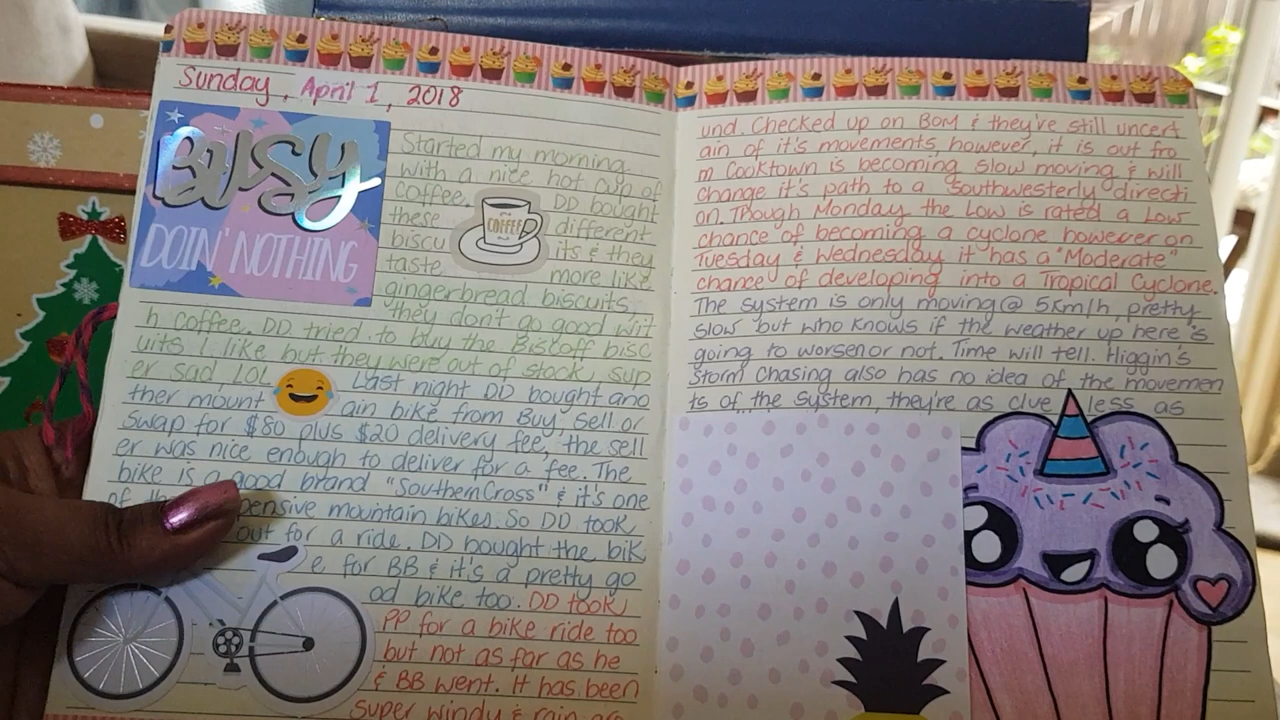 Sunday, April 1, 2018
BUSY
DOIN' NOTHING
Started my morning
with a nice hot cup of
coffee. DD bought
these different
biscu its & they
taste more like
gingerbread biscuits,
they don't go good wit
h coffee. DD tried to buy the Biscoff bisc
uits I like but they were out of stock, sup
er sad, LOL
COFFEE
Last night DD bought ano
ther mount ain bike from Buy, Sell or
Swap for $80 plus $20 delivery fee, the sell
er was nice enough to deliver for a fee. The
bike is a good brand "SouthernCross" & it's one
of the pensive mountain bikes. So DD took
out for a ride. DD bought the bik
e, for BB & it's a pretty go
od bike too. DD took
PP for a bike ride too
but not as far as he
& BB went. It has been
super windy & rain
und. Checked up on BOM & they're still uncert
ain of it's movements, however, it is out fro
m Cooktown is becoming slow moving & will
change it's path to a southwesterly directi
on. Though Monday the Low is rated a Low
chance of becoming a cyclone however on
Tuesday & Wednesday it has a "Moderate"
chance of developing into a Tropical Cyclone.
The system is only moving @ 5km/h, pretty
slow but who knows if the weather up here is
going to worsen or not. Time will tell. Higgin's
Storm Chasing also has no idea of the movemen
ts of the system, they're as clue less as